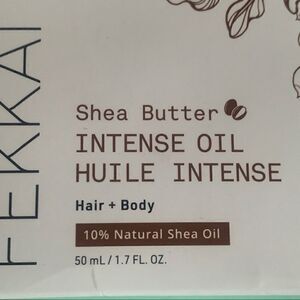 FEKKAI
Shea Butter
INTENSE OIL
HUILE INTENSE
Hair + Body
10% Natural Shea Oil
50 mL / 1.7 FL. OZ.